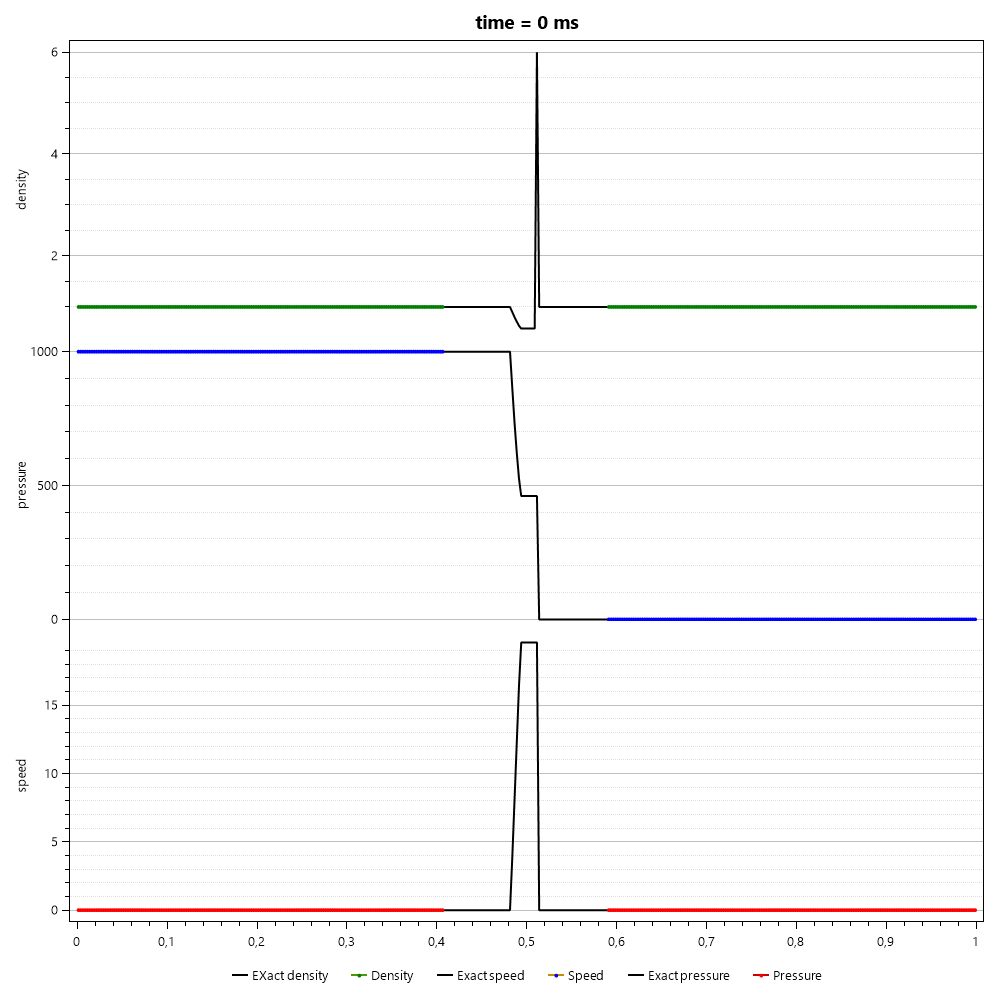 time = 0 ms
6
4
2
density
1000
500
0
pressure
15
10
5
0
speed
0 0,1 0,2 0,3 0,4 0,5 0,6 0,7 0,8 0,9 1
EXact density Density Exact speed Speed Exact pressure Pressure